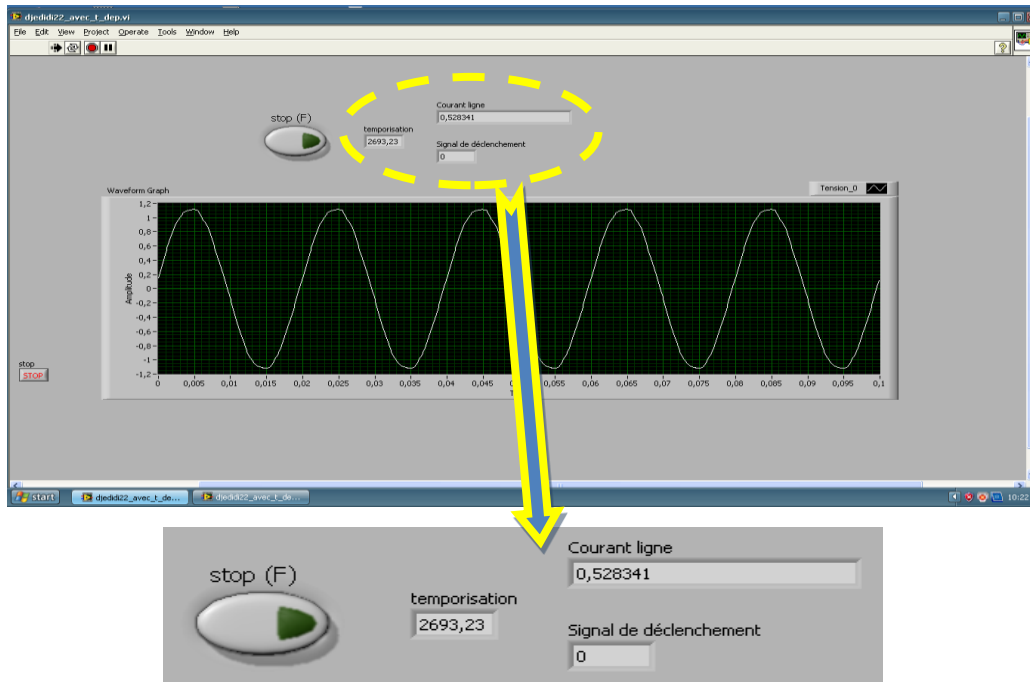 djedidi22_avec_t_dep.vi
File Edit View Project Operate Tools Window Help
stop (F)
temporisation
2693,23
Courant ligne
0,528341
Signal de déclenchement
0
Waveform Graph
Tension_0
Amplitude
1,2
1
0,8
0,6
0,4
0,2
0
-0,2
-0,4
-0,6
-0,8
-1
-1,2
0 0,005 0,01 0,015 0,02 0,025 0,03 0,035 0,04 0,045 0,055 0,06 0,065 0,07 0,075 0,08 0,085 0,09 0,095 0,1
stop
STOP
start djedidi22_avec_t_de... djedidi22_avec_t_de... 10:22
stop (F)
temporisation
2693,23
Courant ligne
0,528341
Signal de déclenchement
0